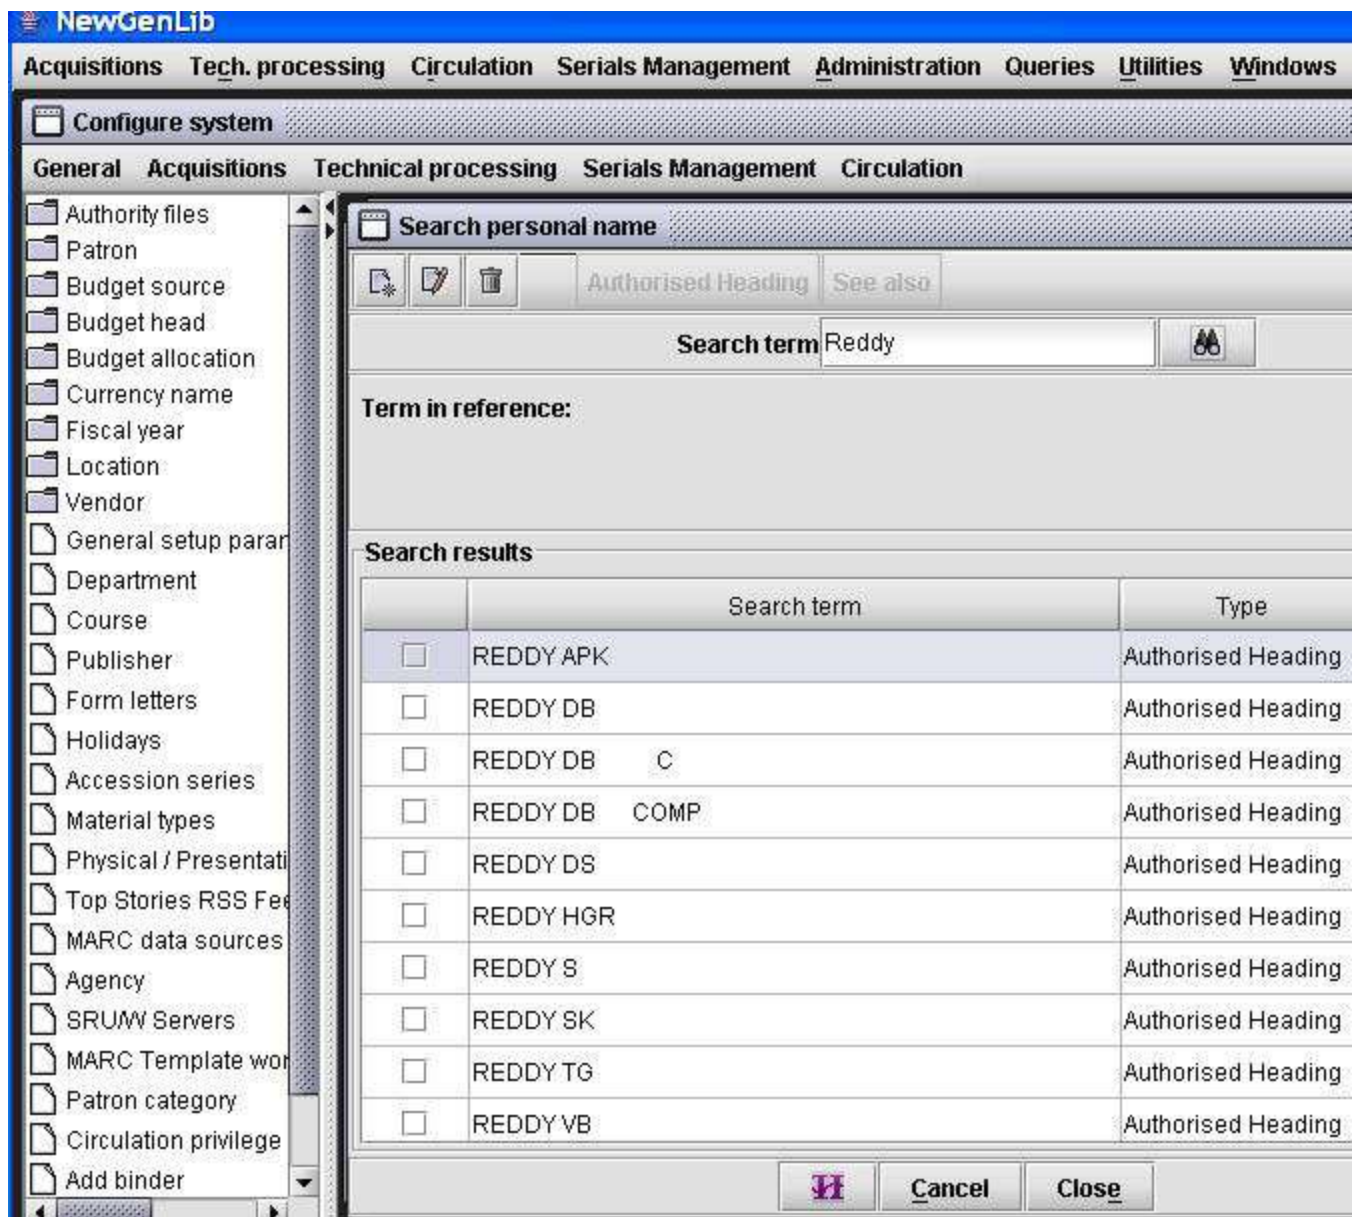 NewGenLib
Acquisitions Tech. processing Circulation Serials Management Administration Queries Utilities Windows
Configure system
General Acquisitions Technical processing Serials Management Circulation
Authority files
Patron
Budget source
Budget head
Budget allocation
Currency name
Fiscal year
Location
Vendor
General setup parar
Department
Course
Publisher
Form letters
Holidays
Accession series
Material types
Physical / Presentati
Top Stories RSS Fee
MARC data sources
Agency
SRU/W Servers
MARC Template wor
Patron category
Circulation privilege
Add binder
Search personal name
Authorised Heading See also
Search term Reddy
Term in reference:
Search results
Search term Type
REDDY APK Authorised Heading
REDDY DB Authorised Heading
REDDY DB C Authorised Heading
REDDY DB COMP Authorised Heading
REDDY DS Authorised Heading
REDDY HGR Authorised Heading
REDDY S Authorised Heading
REDDY SK Authorised Heading
REDDY TG Authorised Heading
REDDY VB Authorised Heading
Cancel Close